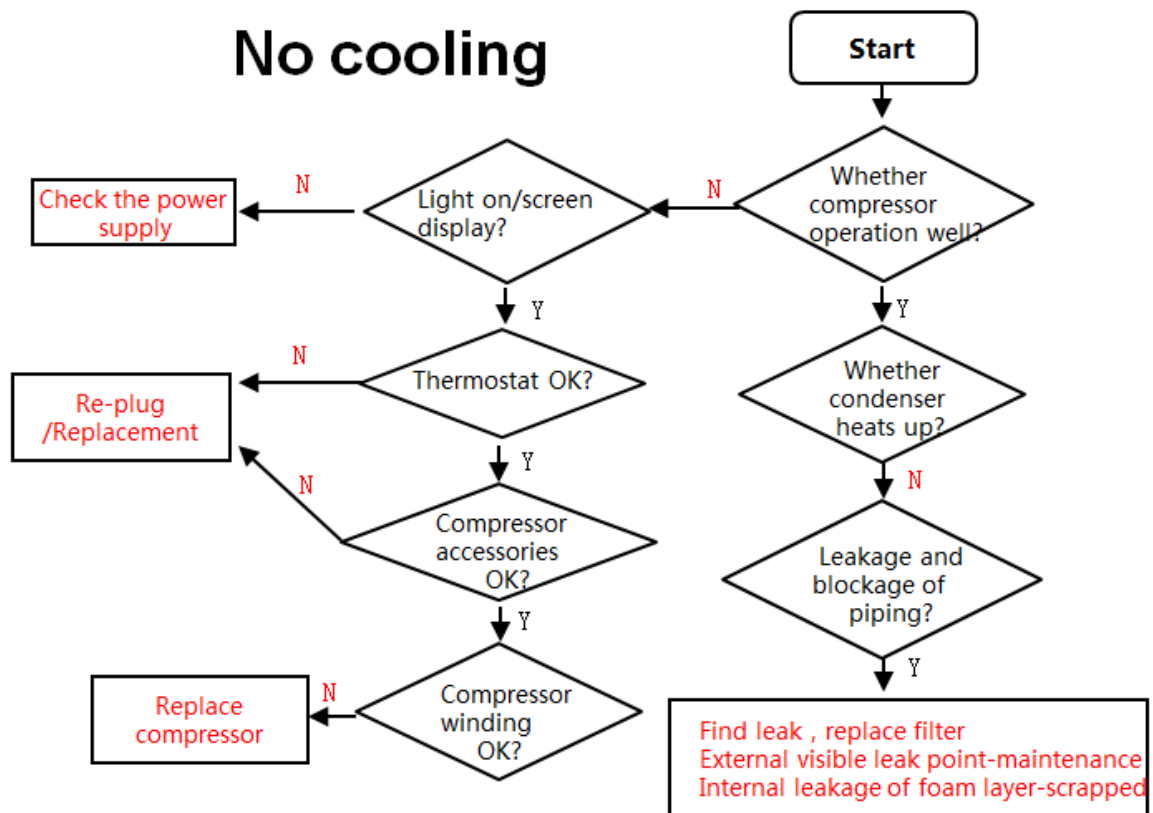 No cooling
Start
Whether
compressor
operation well?
N
Light on/screen
display?
N
Check the power
supply
Y
Thermostat OK?
N
Re-plug
/Replacement
Y
Compressor
accessories
OK?
N
Y
Compressor
winding
OK?
N
Replace
compressor
Y
Whether
condenser
heats up?
N
Leakage and
blockage of
piping?
Y
Find leak , replace filter
External visible leak point-maintenance
Internal leakage of foam layer-scrapped